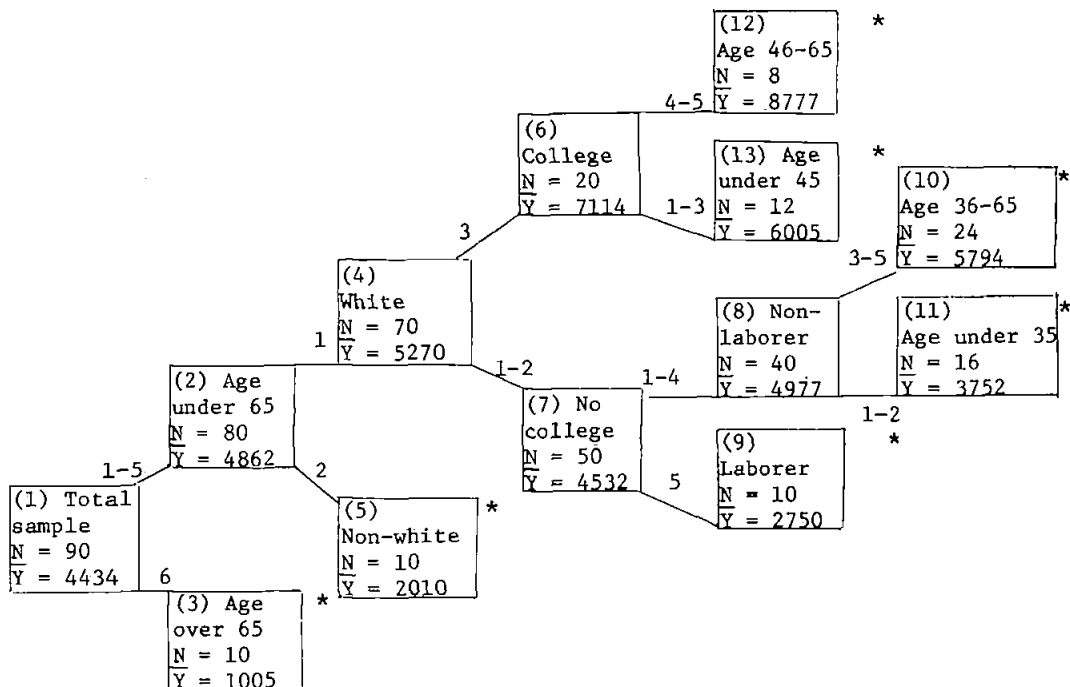 (12)
Age 46-65
N = 8
Y = 8777
*
4-5
(6)
College
N = 20
Y = 7114
(13) Age
under 45
N = 12
Y = 6005
*
1-3
(10)
Age 36-65
N = 24
Y = 5794
*
3
3-5
(4)
White
N = 70
Y = 5270
(8) Non-
laborer
N = 40
Y = 4977
(11)
Age under 35
N = 16
Y = 3752
*
1
1-2
1-4
1-2
(2) Age
under 65
N = 80
Y = 4862
(7) No
college
N = 50
Y = 4532
(9)
Laborer
N = 10
Y = 2750
*
1-5
2
5
(1) Total
sample
N = 90
Y = 4434
(5)
Non-white
N = 10
Y = 2010
*
6
(3) Age
over 65
N = 10
Y = 1005
*